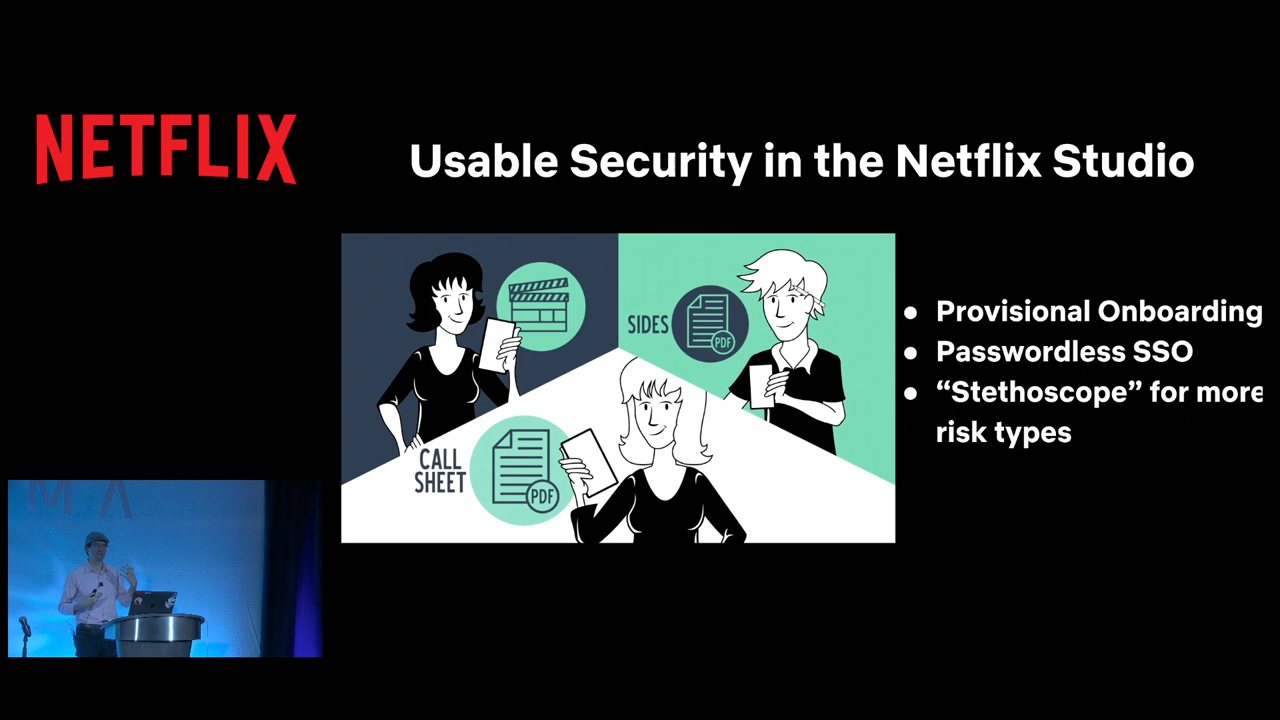 NETFLIX
Usable Security in the Netflix Studio
SIDES
PDF
CALL
SHEET
PDF
● Provisional Onboarding
● Passwordless SSO
● “Stethoscope” for more
risk types
M A